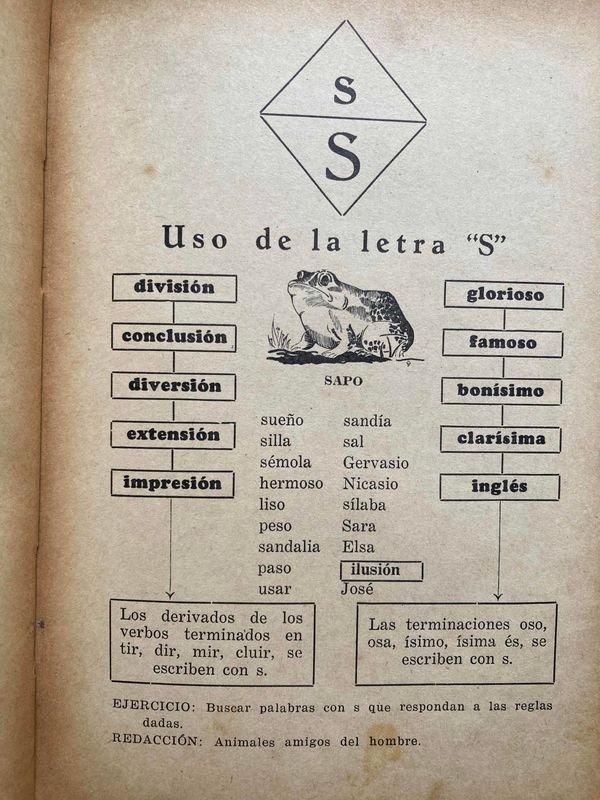 s
S
Uso de la letra "S"
división
conclusión
diversión
extensión
impresión
SAPO
sueño
silla
sémola
hermoso
liso
peso
sandalia
paso
usar
sandía
sal
Gervasio
Nicasio
sílaba
Sara
Elsa
ilusión
José
glorioso
famoso
bonísimo
clarísima
inglés
Los derivados de los
verbos terminados en
tir, dir, mir, cluir, se
escriben con s.
Las terminaciones oso,
osa, ísimo, ísima és, se
escriben con s.
EJERCICIO: Buscar palabras con s que respondan a las reglas
dadas.
REDACCIÓN: Animales amigos del hombre.